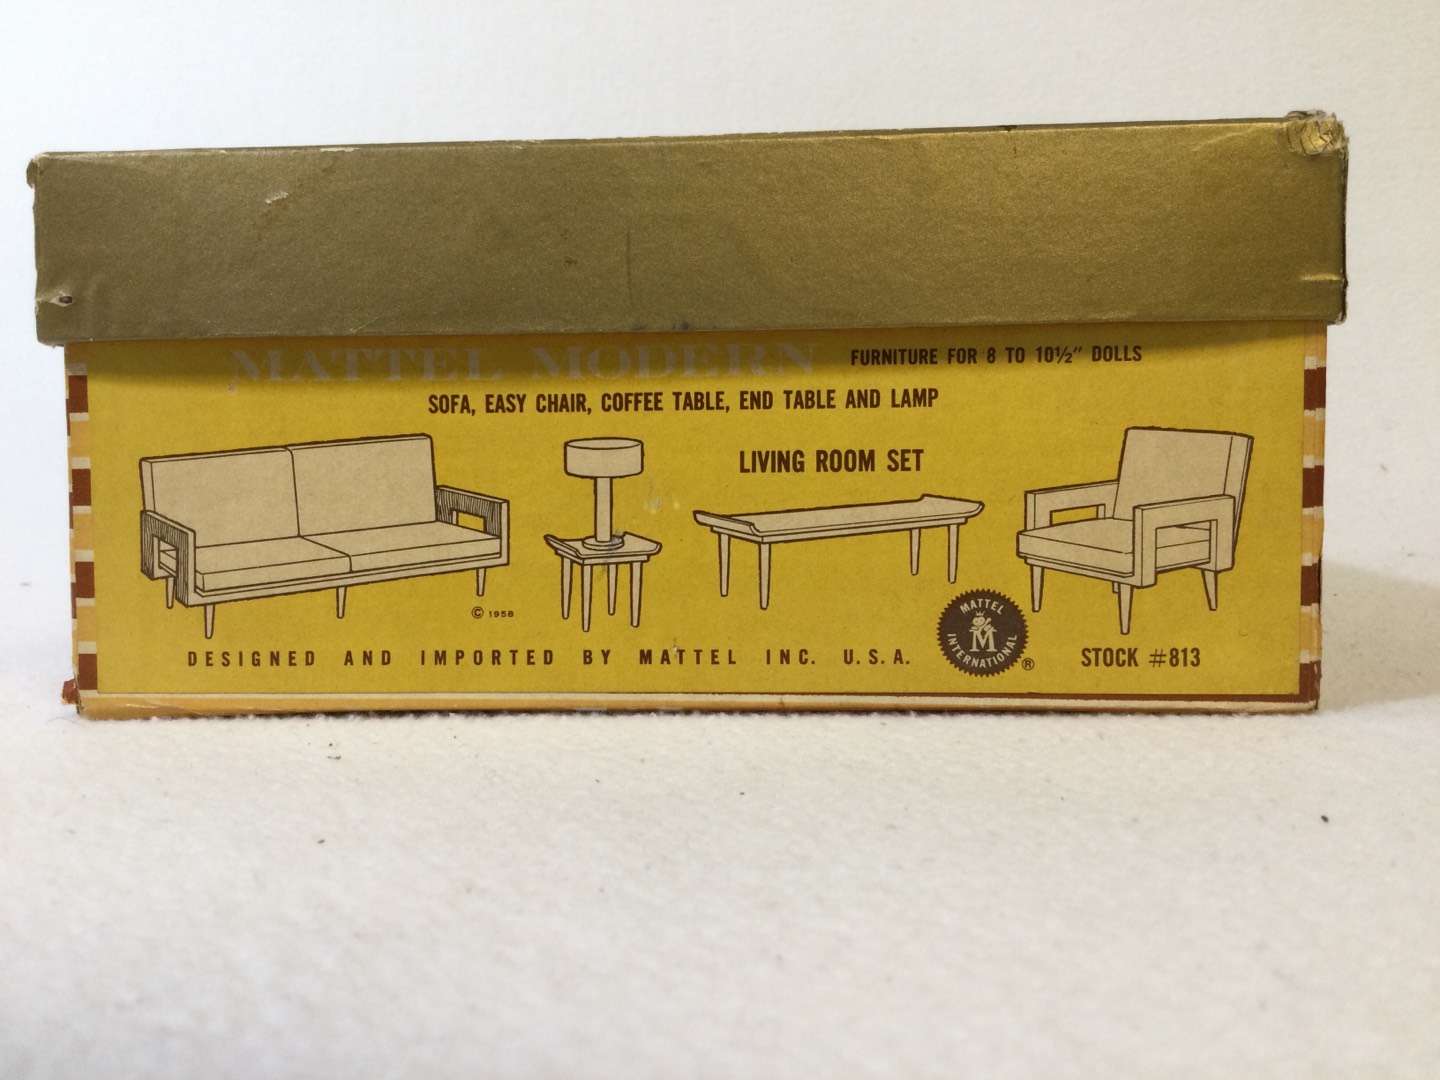 MATTEL MODERN FURNITURE FOR 8 TO 10½" DOLLS
SOFA, EASY CHAIR, COFFEE TABLE, END TABLE AND LAMP
LIVING ROOM SET
© 1958
DESIGNED AND IMPORTED BY MATTEL INC. U.S.A.
MATTEL
M
INTERNATIONAL
®
STOCK #813